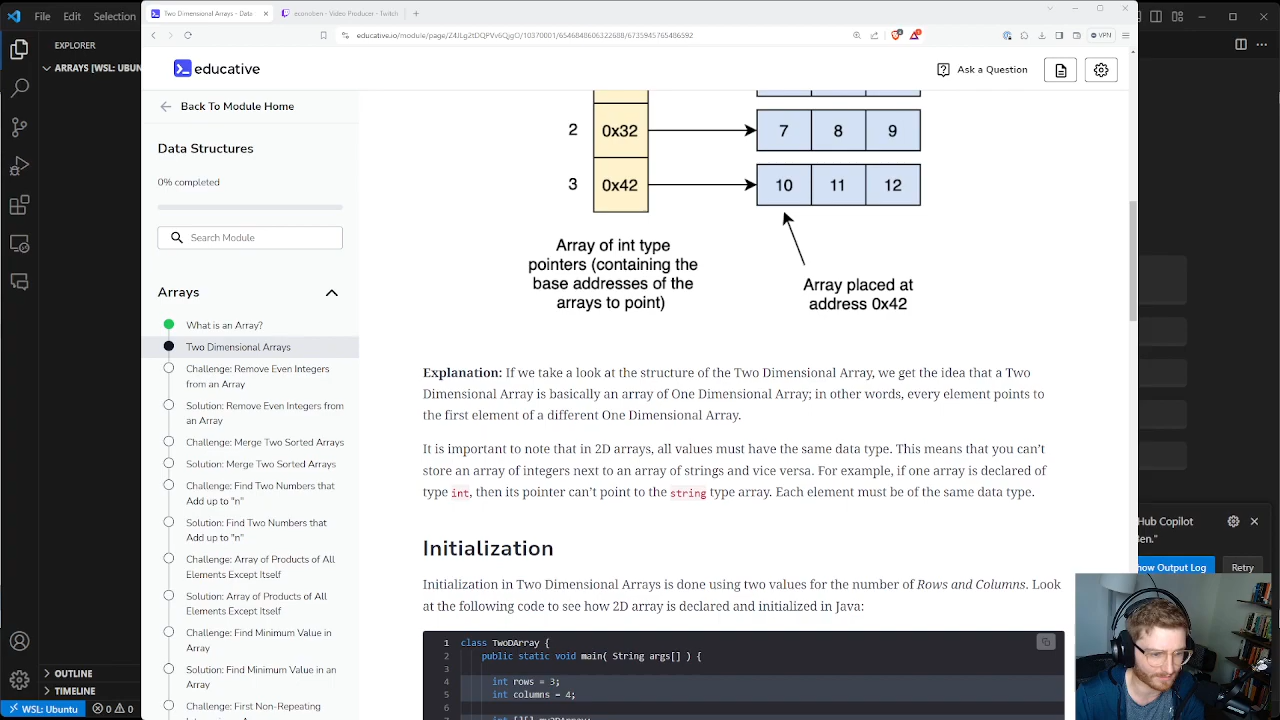 File Edit Selection
Two Dimensional Arrays - Data
econoben - Video Producer - Twitch
educative.io/module/page/Z4JLg2tDQPVv6QjgO/10370001/6546848606322688/6735945765486592
VPN
EXPLORER
ARRAYS [WSL: UBUN
OUTLINE
TIMELINE
WSL: Ubuntu
0 0
educative
Ask a Question
Back To Module Home
Data Structures
0% completed
Search Module
Arrays
What is an Array?
Two Dimensional Arrays
Challenge: Remove Even Integers
from an Array
Solution: Remove Even Integers from
an Array
Challenge: Merge Two Sorted Arrays
Solution: Merge Two Sorted Arrays
Challenge: Find Two Numbers that
Add up to "n"
Solution: Find Two Numbers that
Add up to "n"
Challenge: Array of Products of All
Elements Except Itself
Solution: Array of Products of All
Elements Except Itself
Challenge: Find Minimum Value in
Array
Solution: Find Minimum Value in an
Array
Challenge: First Non-Repeating
2 0x32 7 8 9
3 0x42 10 11 12
Array of int type
pointers (containing the
base addresses of the
arrays to point)
Array placed at
address 0x42
Explanation: If we take a look at the structure of the Two Dimensional Array, we get the idea that a Two
Dimensional Array is basically an array of One Dimensional Array; in other words, every element points to
the first element of a different One Dimensional Array.
It is important to note that in 2D arrays, all values must have the same data type. This means that you can't
store an array of integers next to an array of strings and vice versa. For example, if one array is declared of
type int, then its pointer can't point to the string type array. Each element must be of the same data type.
Initialization
Initialization in Two Dimensional Arrays is done using two values for the number of Rows and Columns. Look
at the following code to see how 2D array is declared and initialized in Java:
1 class TwoDArray {
2 public static void main( String args[] ) {
3
4 int rows = 3;
5 int columns = 4;
6
Hub Copilot
Ben."
how Output Log
Retry